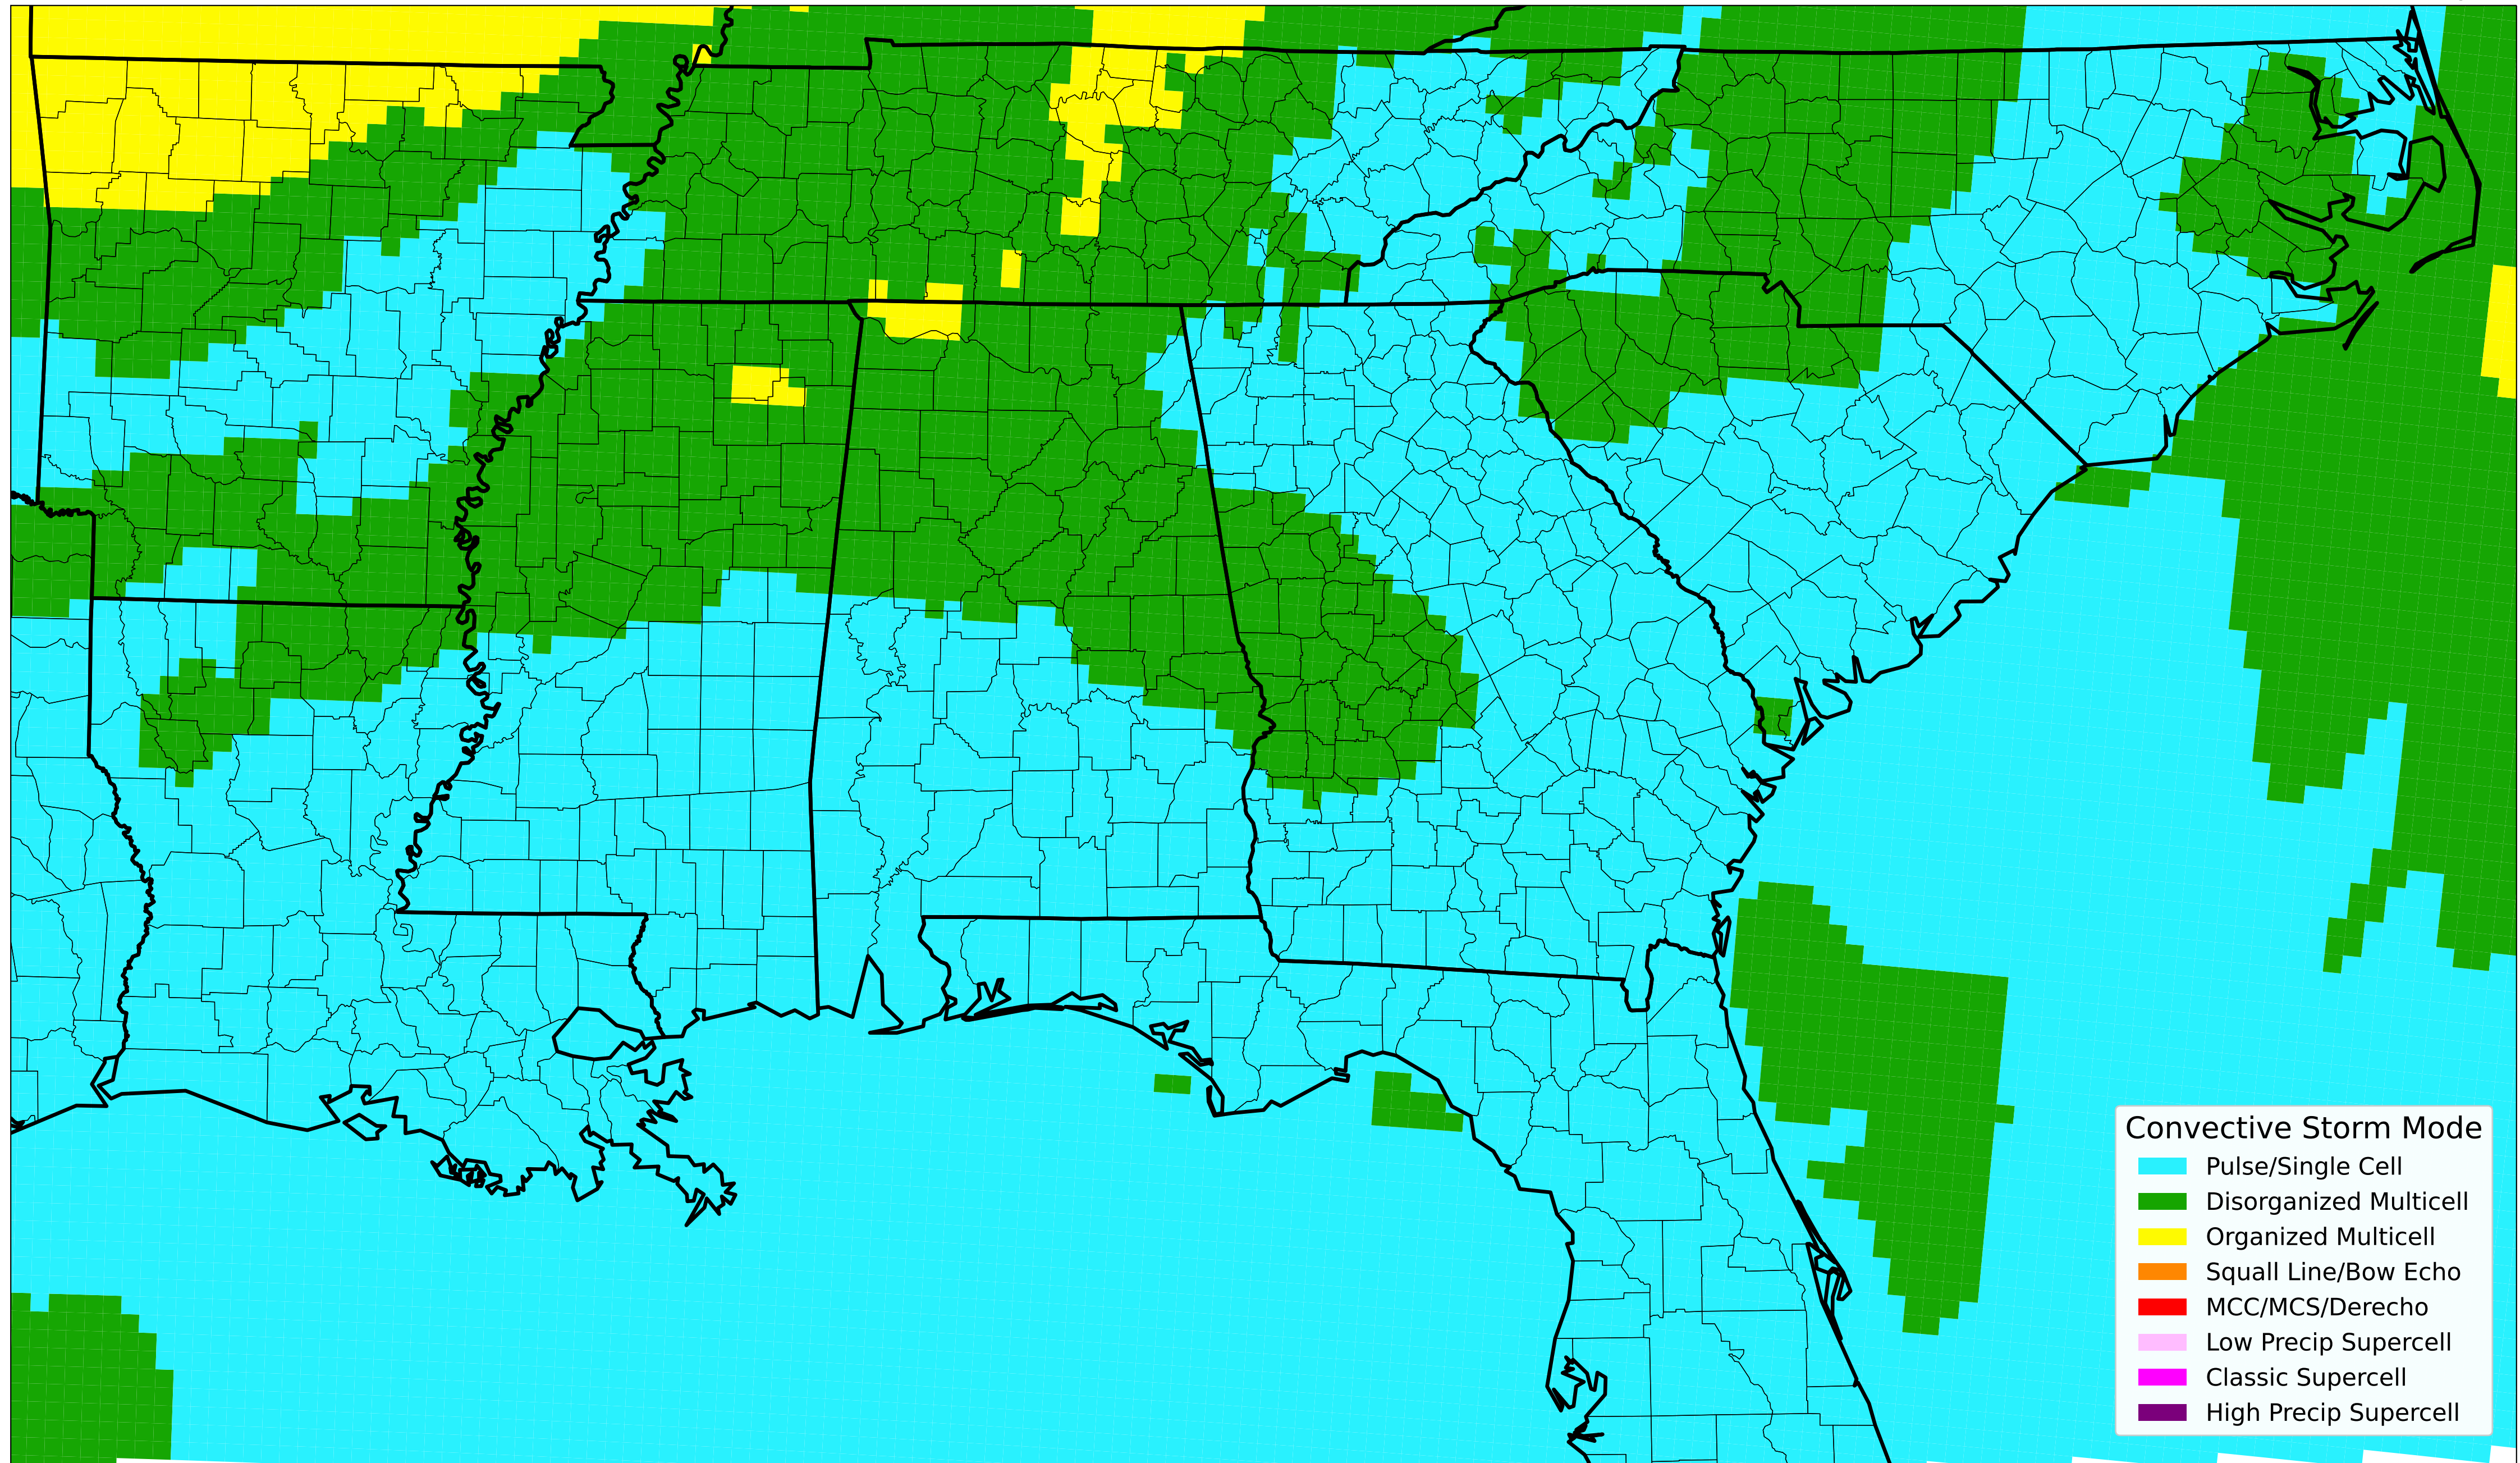 Convective Storm Mode
Pulse/Single Cell
Disorganized Multicell
Organized Multicell
Squall Line/Bow Echo
MCC/MCS/Derecho
Low Precip Supercell
Classic Supercell
High Precip Supercell